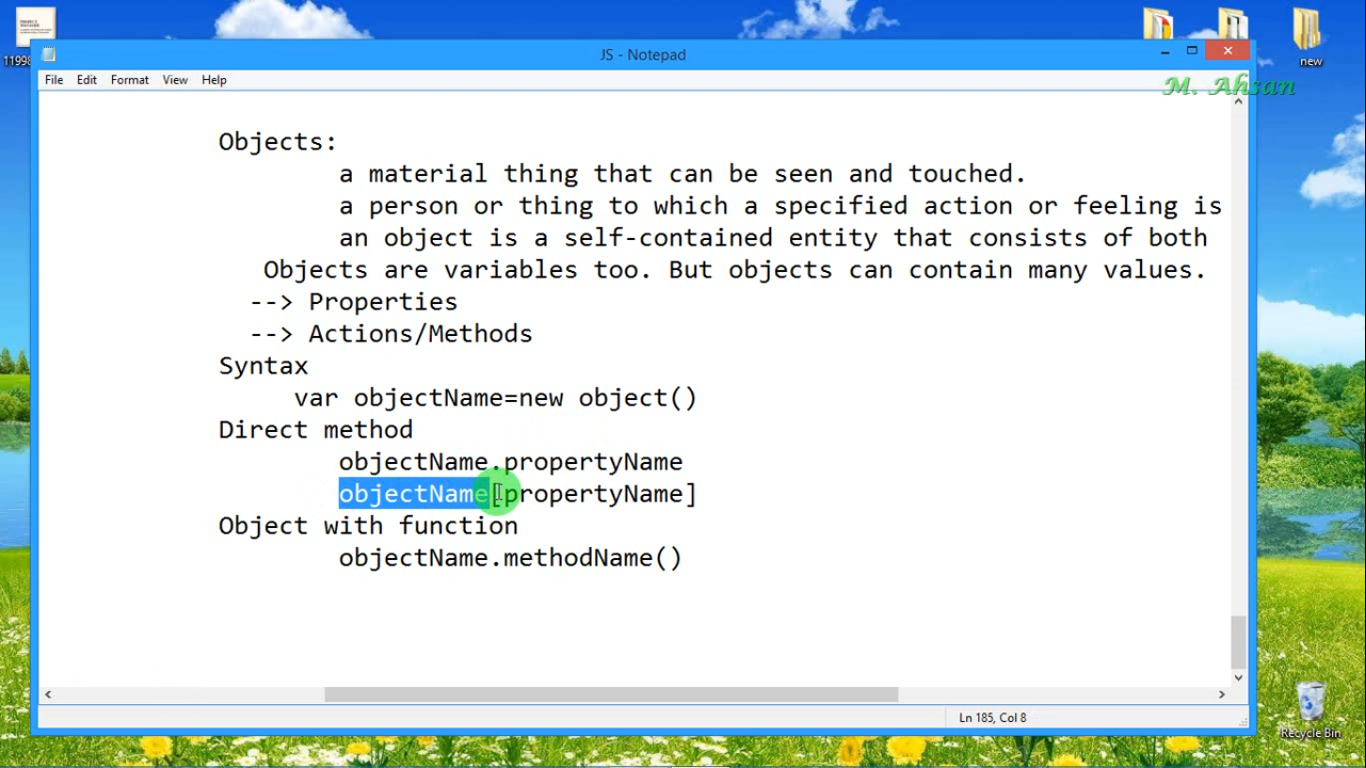 11998
new
JS - Notepad
File Edit Format View Help
M. Ahsan
Objects:
a material thing that can be seen and touched.
a person or thing to which a specified action or feeling is
an object is a self-contained entity that consists of both
Objects are variables too. But objects can contain many values.
--> Properties
--> Actions/Methods
Syntax
var objectName=new object()
Direct method
objectName.propertyName
objectName[propertyName]
Object with function
objectName.methodName()
Ln 185, Col 8
Recycle Bin